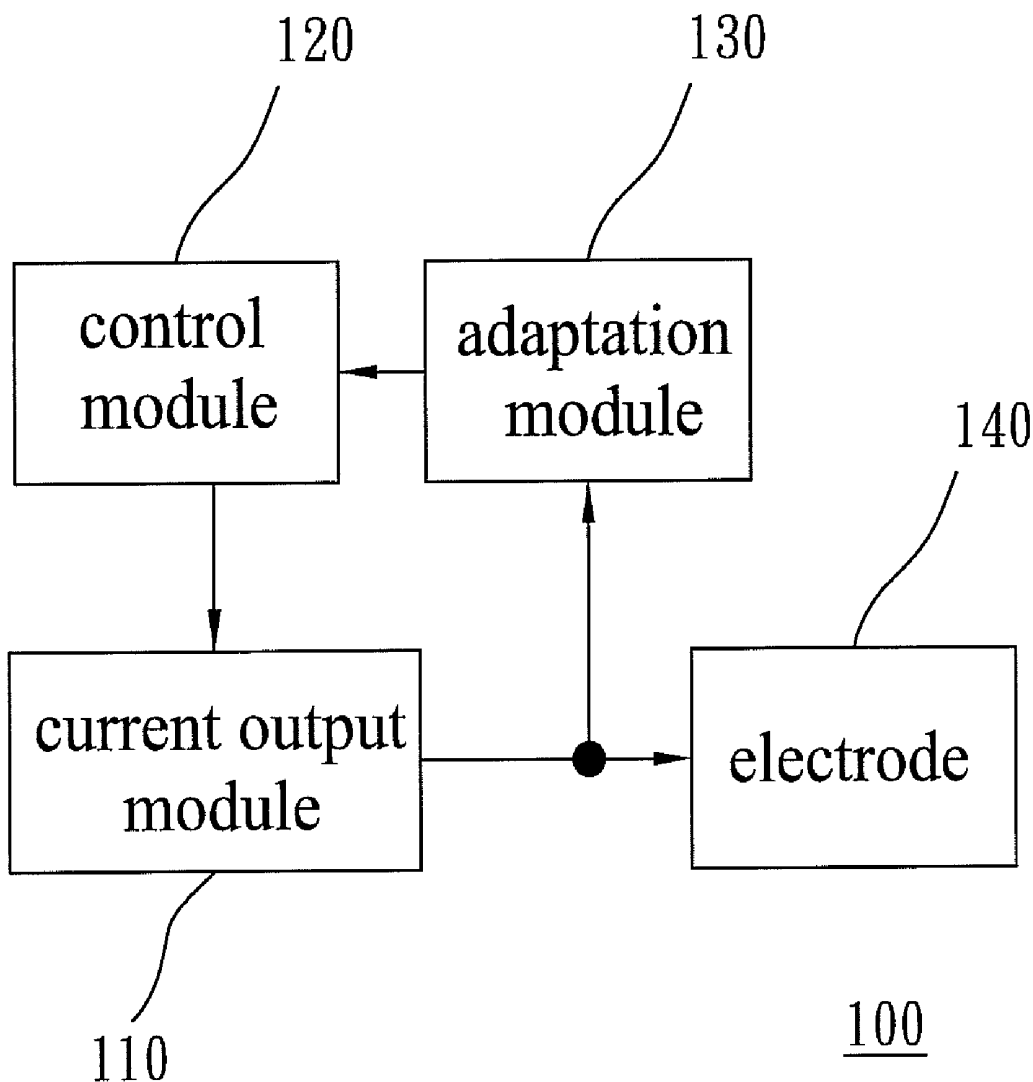 120
130
control
module
adaptation
module
140
current output
module
electrode
110
100